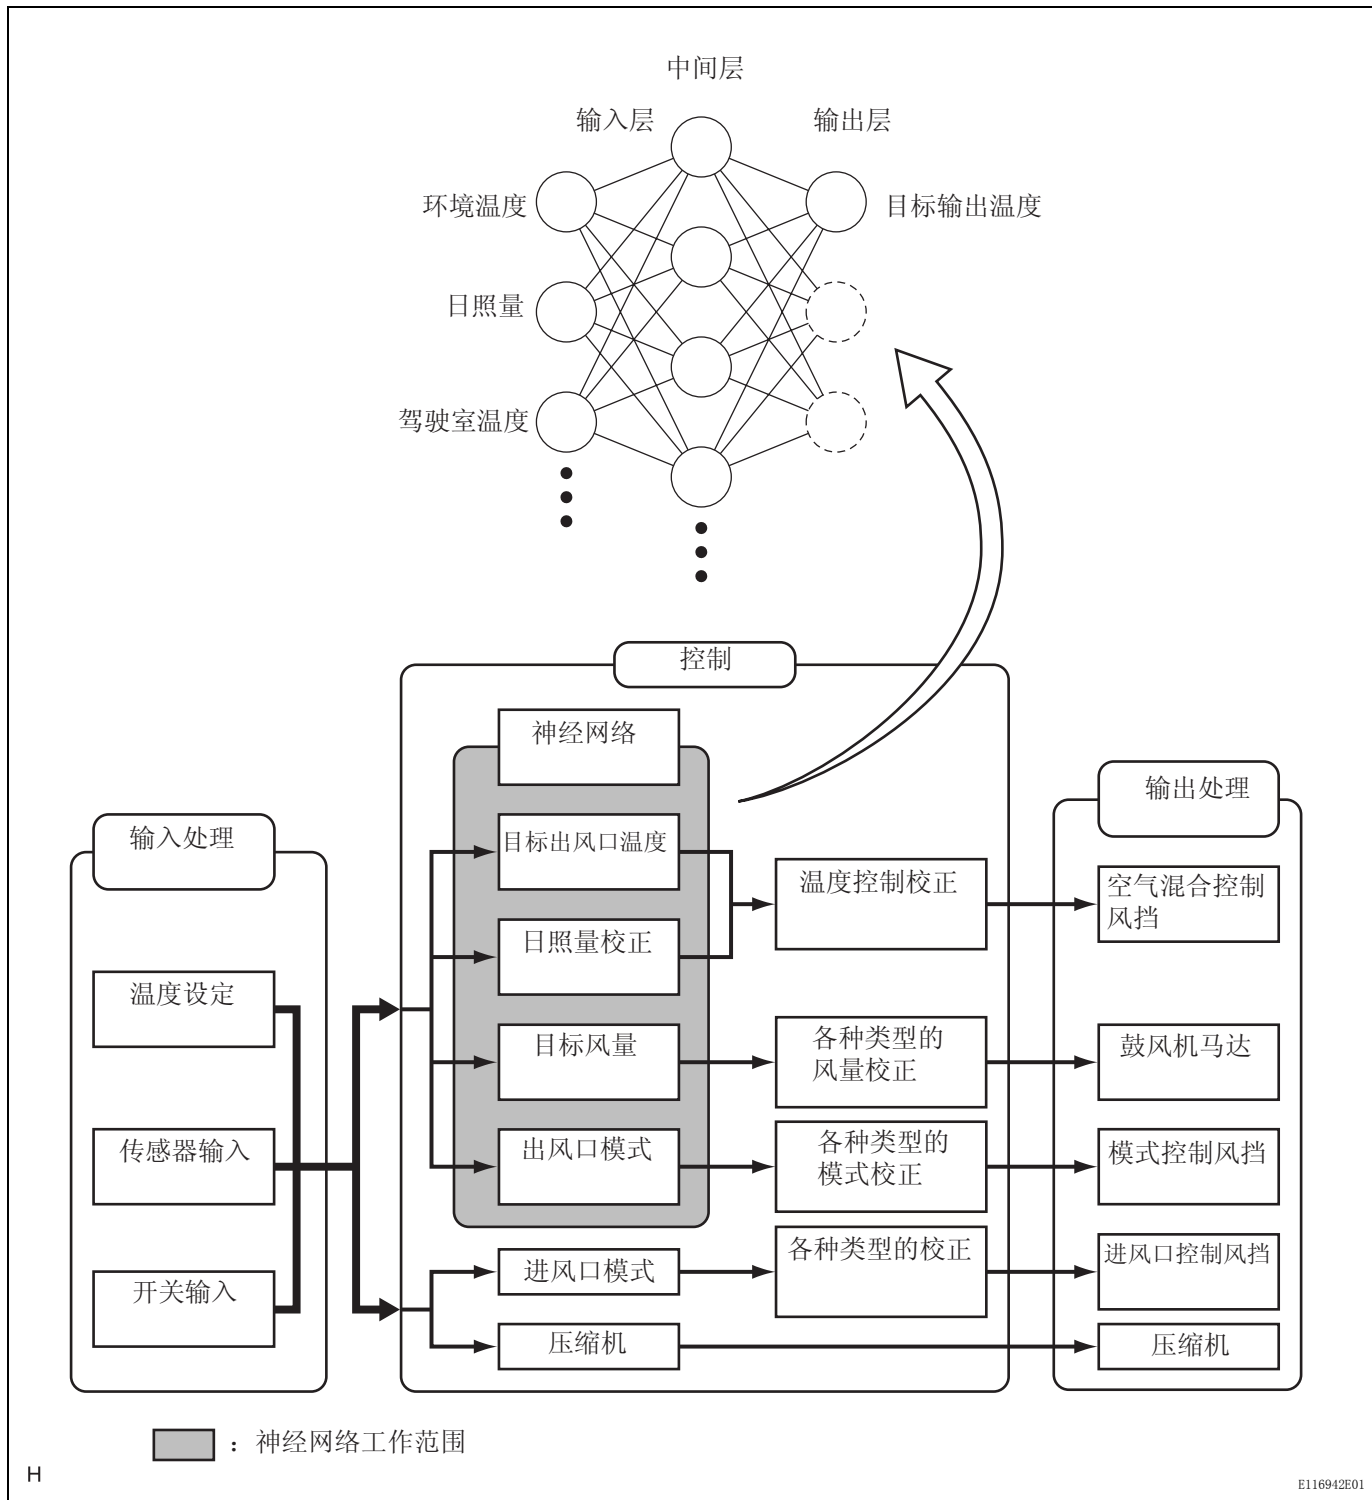 中间层
输入层
输出层
环境温度
目标输出温度
日照量
驾驶室温度
控制
神经网络
输出处理
输入处理
目标出风口温度
温度控制校正
空气混合控制
风挡
日照量校正
温度设定
目标风量
各种类型的
风量校正
鼓风机马达
传感器输入
出风口模式
各种类型的
模式校正
模式控制风挡
开关输入
进风口模式
各种类型的校正
进风口控制风挡
压缩机
压缩机
：神经网络工作范围
H
E116942E01